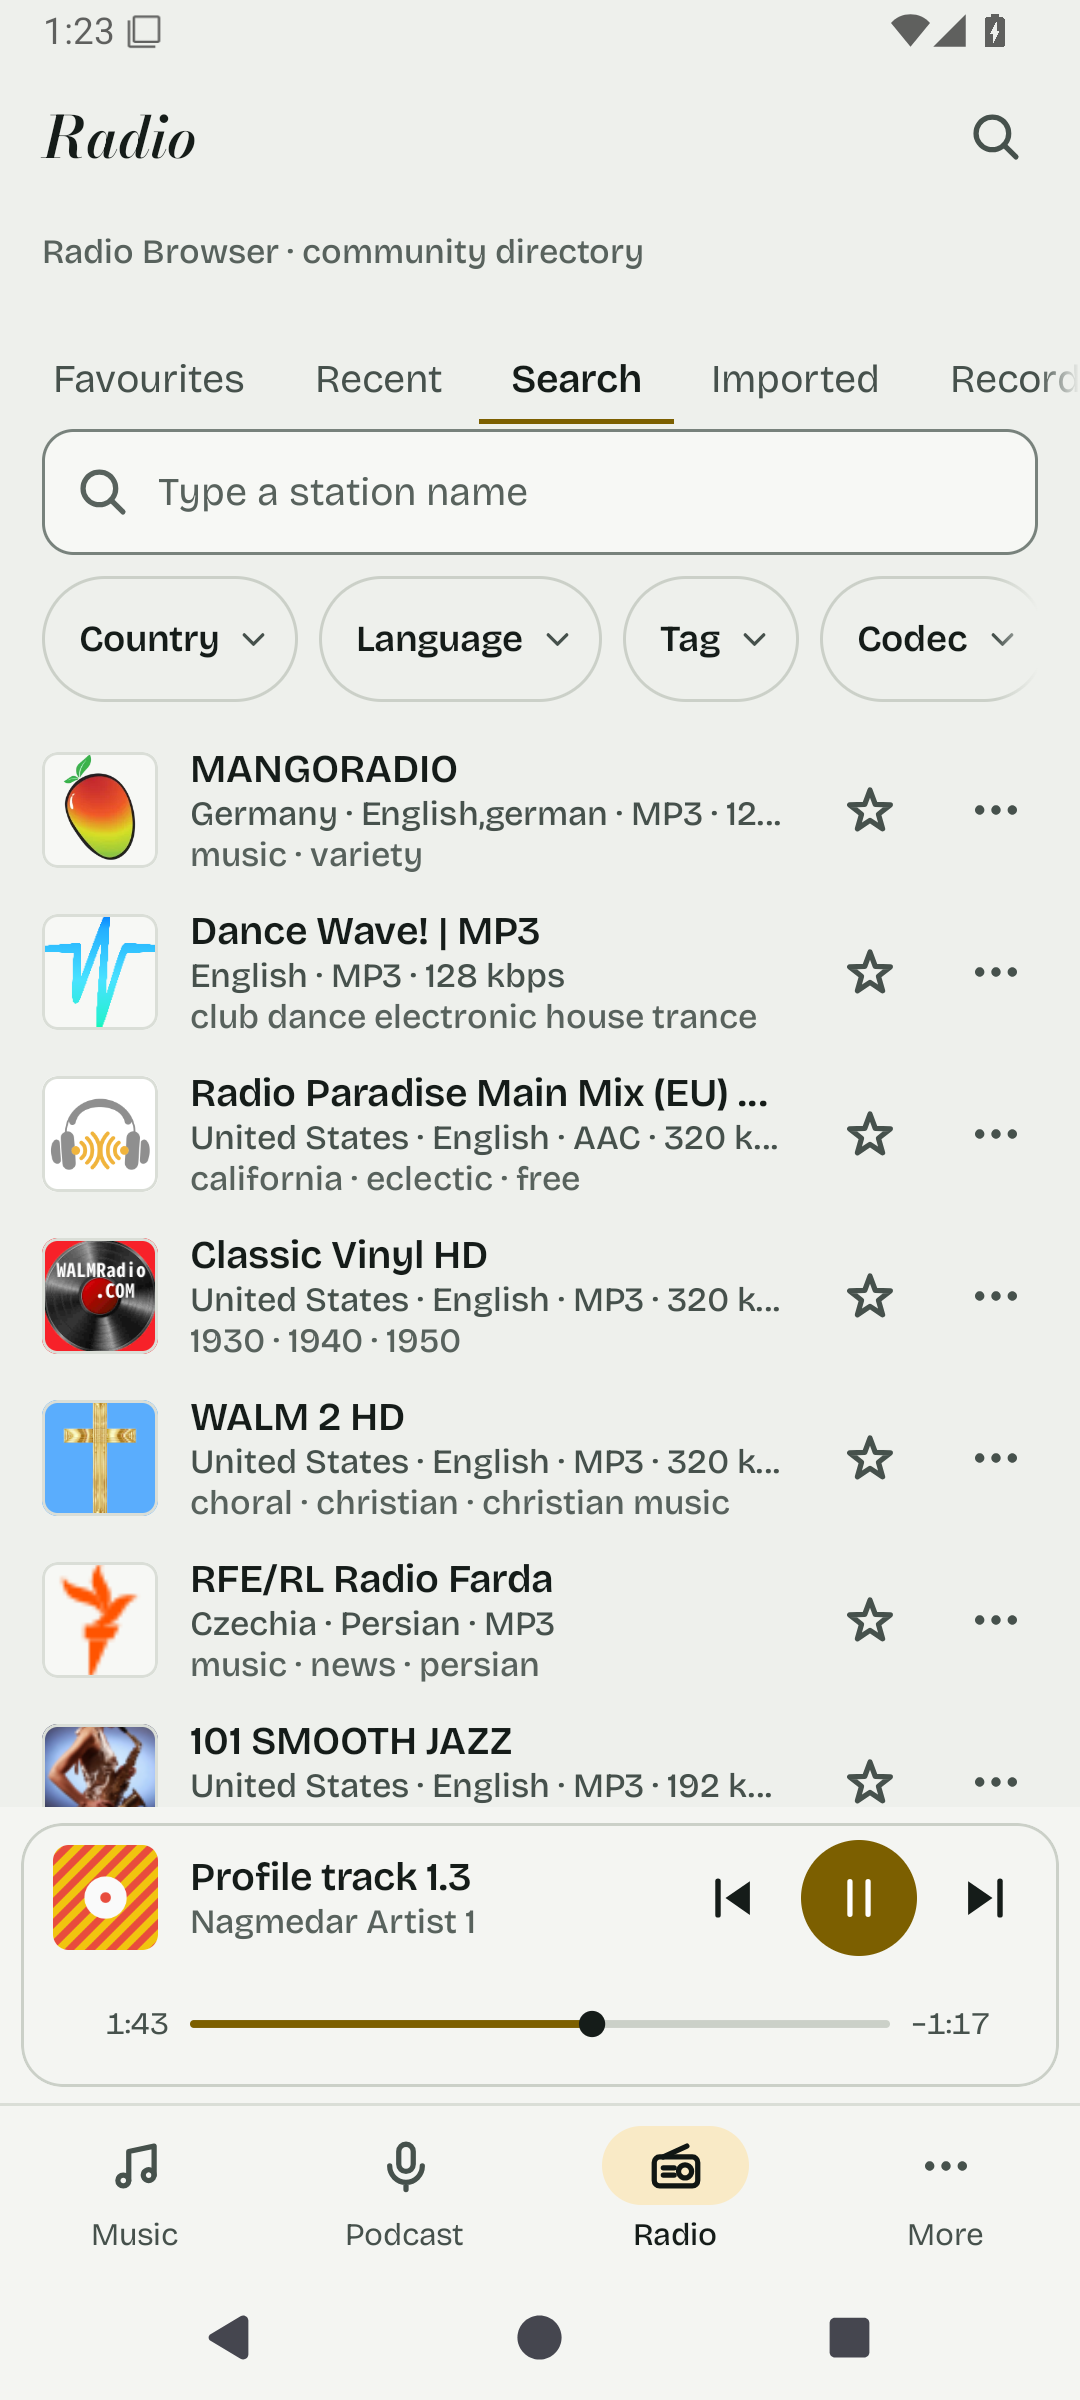 1:23
Radio
Radio Browser · community directory
Favourites Recent Search Imported Record
Type a station name
Country Language Tag Codec
MANGORADIO
Germany · English,german · MP3 · 12...
music · variety
Dance Wave! | MP3
English · MP3 · 128 kbps
club dance electronic house trance
Radio Paradise Main Mix (EU) ...
United States · English · AAC · 320 k...
california · eclectic · free
WALMRadio
.COM
Classic Vinyl HD
United States · English · MP3 · 320 k...
1930 · 1940 · 1950
WALM 2 HD
United States · English · MP3 · 320 k...
choral · christian · christian music
RFE/RL Radio Farda
Czechia · Persian · MP3
music · news · persian
101 SMOOTH JAZZ
United States · English · MP3 · 192 k...
Profile track 1.3
Nagmedar Artist 1
1:43 -1:17
Music Podcast Radio More